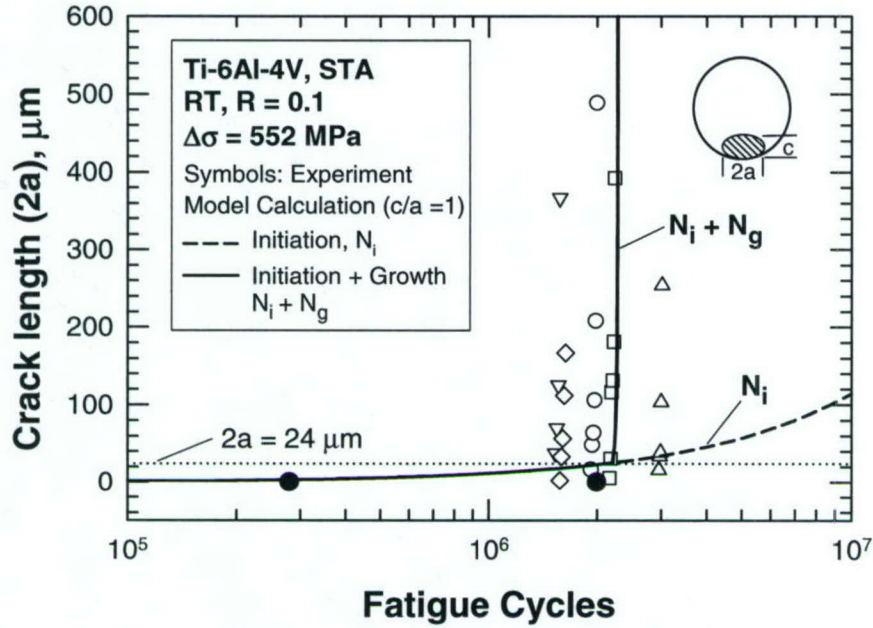 600
500
400
300
200
100
0
Crack length (2a), μm
Ti-6Al-4V, STA
RT, R = 0.1
Δσ = 552 MPa
Symbols: Experiment
Model Calculation (c/a =1)
Initiation, Nᵢ
Initiation + Growth
Nᵢ + N_g
2a = 24 μm
c
2a
Nᵢ + N_g
Nᵢ
10⁵
10⁶
10⁷
Fatigue Cycles